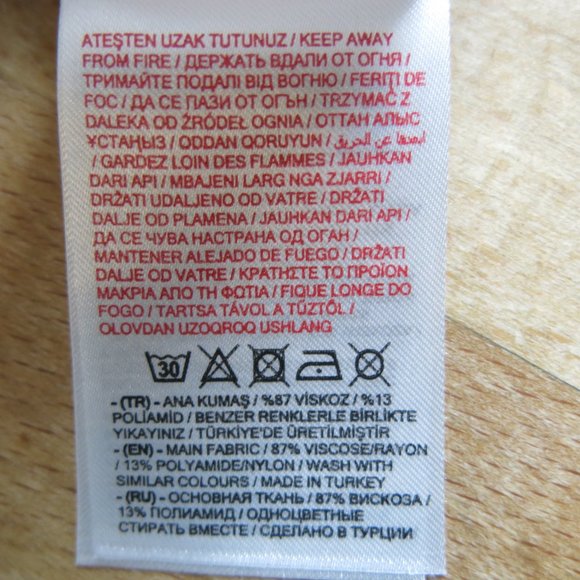 ATEŞTEN UZAK TUTUNUZ / KEEP AWAY
FROM FIRE / ДЕРЖАТЬ ВДАЛИ ОТ ОГНЯ /
ТРИМАЙТЕ ПОДАЛІ ВІД ВОГНЮ / FERIȚI DE
FOC / ДА СЕ ПАЗИ ОТ ОГЪН / TRZYMAĆ Z
DALEKA OD ŹRÓDEŁ OGNIA / ОТТАН АЛЫС
ҰСТАҢЫЗ / ODDAN QORUYUN / ابعدها عن الحريق
/ GARDEZ LOIN DES FLAMMES / JAUHKAN
DARI API / MBAJENI LARG NGA ZJARRI /
DRŽATI UDALJENO OD VATRE / DRŽATI
DALJE OD PLAMENA / JAUHKAN DARI API /
ДА СЕ ЧУВА НАСТРАНА ОД ОГАН /
MANTENER ALEJADO DE FUEGO / DRŽATI
DALJE OD VATRE / ΚΡΑΤΗΣΤΕ ΤΟ ΠΡΟΪΟΝ
ΜΑΚΡΙΑ ΑΠΟ ΤΗ ΦΩΤΙΑ / FIQUE LONGE DO
FOGO / TARTSA TÁVOL A TŰZTŐL /
OLOVDAN UZOQROQ USHLANG
30
- (TR) - ANA KUMAŞ / %87 VİSKOZ / %13
POLİAMİD / BENZER RENKLERLE BİRLİKTE
YIKAYINIZ / TÜRKİYE'DE ÜRETİLMİŞTİR
- (EN) - MAIN FABRIC / 87% VISCOSE/RAYON
/ 13% POLYAMIDE/NYLON / WASH WITH
SIMILAR COLOURS / MADE IN TURKEY
- (RU) - ОСНОВНАЯ ТКАНЬ / 87% ВИСКОЗА /
13% ПОЛИАМИД / ОДНОЦВЕТНЫЕ
СТИРАТЬ ВМЕСТЕ / СДЕЛАНО В ТУРЦИИ